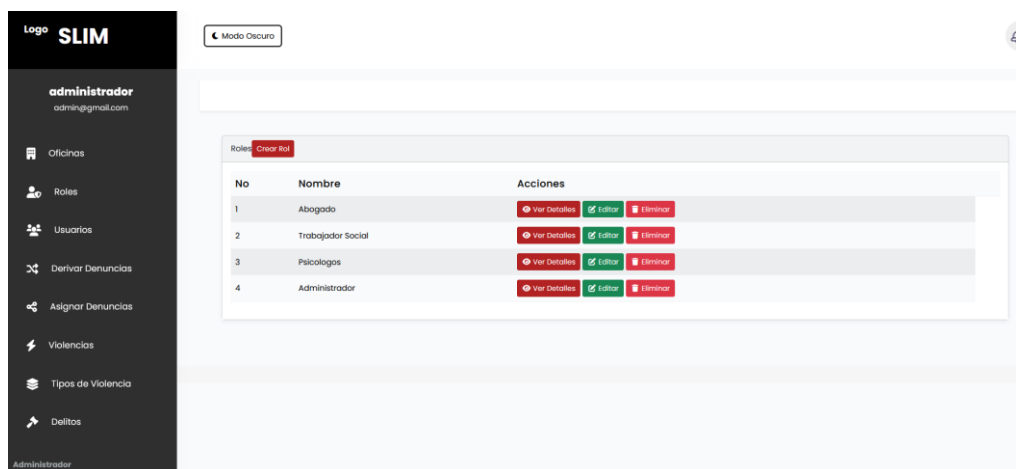 Logo SLIM
Modo Oscuro
administrador
admin@gmail.com
Oficinas
Roles
Usuarios
Derivar Denuncias
Asignar Denuncias
Violencias
Tipos de Violencia
Delitos
Administrador
Roles Crear Rol
No Nombre Acciones
1 Abogado Ver Detalles Editar Eliminar
2 Trabajador Social Ver Detalles Editar Eliminar
3 Psicologos Ver Detalles Editar Eliminar
4 Administrador Ver Detalles Editar Eliminar